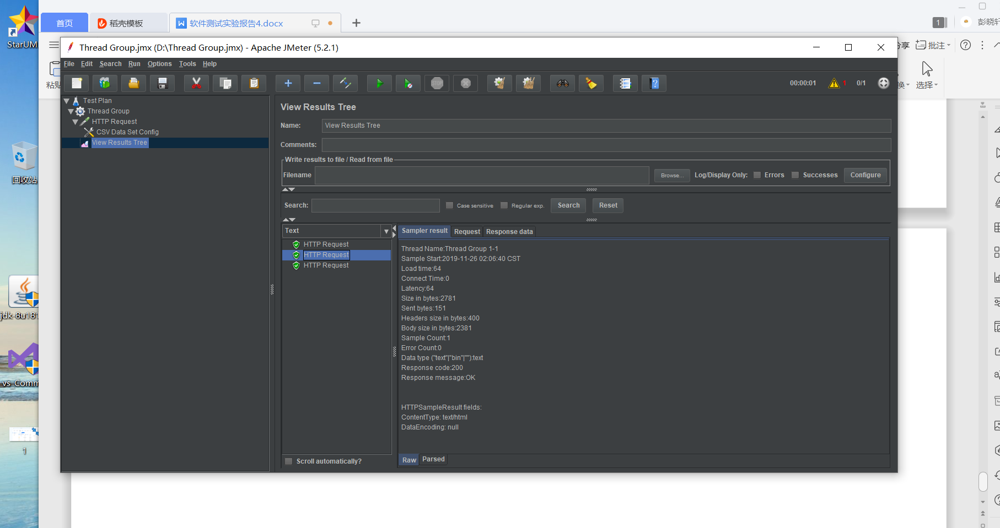 StarUM
首页
稻壳模板
软件测试实验报告4.docx
1
彭晓轩
Thread Group.jmx (D:\Thread Group.jmx) - Apache JMeter (5.2.1)
分享
批注
粘贴
File Edit Search Run Options Tools Help
00:00:01
1
0/1
换
选择
Test Plan
Thread Group
HTTP Request
CSV Data Set Config
View Results Tree
View Results Tree
Name: View Results Tree
Comments:
Write results to file / Read from file
Filename Browse... Log/Display Only: Errors Successes Configure
Search: Case sensitive Regular exp. Search Reset
Text
HTTP Request
HTTP Request
HTTP Request
Scroll automatically?
Sampler result Request Response data
Thread Name:Thread Group 1-1
Sample Start:2019-11-26 02:06:40 CST
Load time:64
Connect Time:0
Latency:64
Size in bytes:2781
Sent bytes:151
Headers size in bytes:400
Body size in bytes:2381
Sample Count:1
Error Count:0
Data type ("text"|"bin"|""):text
Response code:200
Response message:OK
HTTPSampleResult fields:
ContentType: text/html
DataEncoding: null
Raw Parsed
回收站
jdk-8u181
vs_Comm
1